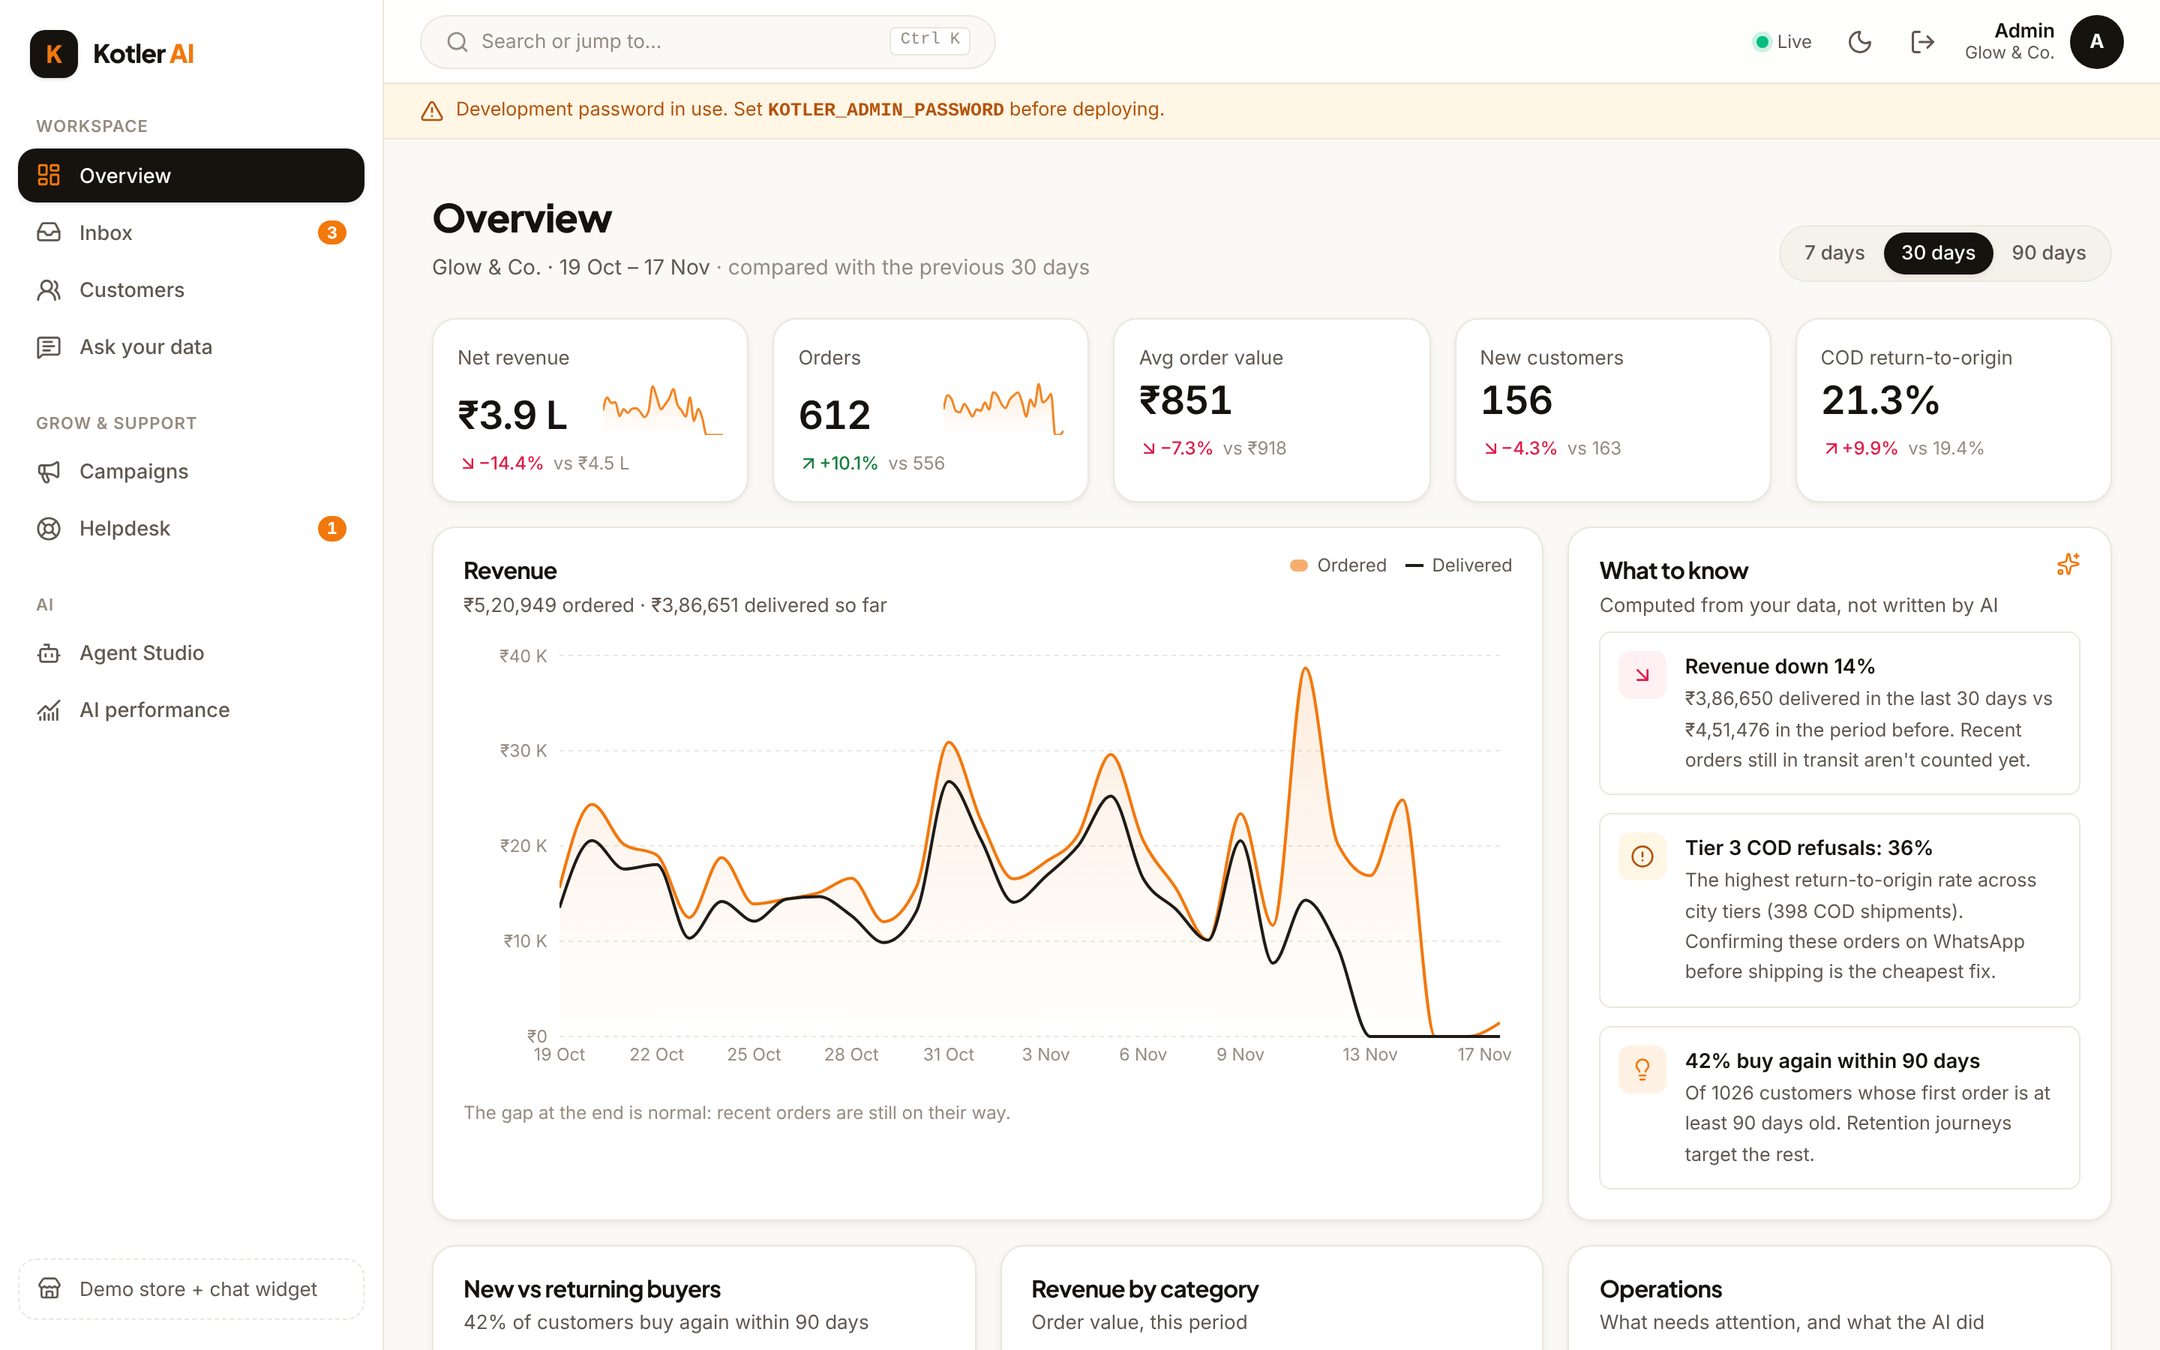 K Kotler AI
WORKSPACE
Overview
Inbox 3
Customers
Ask your data
GROW & SUPPORT
Campaigns
Helpdesk 1
AI
Agent Studio
AI performance
Demo store + chat widget
Search or jump to... Ctrl K
Live
Admin
Glow & Co.
A
Development password in use. Set KOTLER_ADMIN_PASSWORD before deploying.
Overview
Glow & Co. · 19 Oct – 17 Nov · compared with the previous 30 days
7 days 30 days 90 days
Net revenue
₹3.9 L
−14.4% vs ₹4.5 L
Orders
612
+10.1% vs 556
Avg order value
₹851
−7.3% vs ₹918
New customers
156
−4.3% vs 163
COD return-to-origin
21.3%
+9.9% vs 19.4%
Revenue
₹5,20,949 ordered · ₹3,86,651 delivered so far
Ordered Delivered
₹40 K
₹30 K
₹20 K
₹10 K
₹0
19 Oct 22 Oct 25 Oct 28 Oct 31 Oct 3 Nov 6 Nov 9 Nov 13 Nov 17 Nov
The gap at the end is normal: recent orders are still on their way.
What to know
Computed from your data, not written by AI
Revenue down 14%
₹3,86,650 delivered in the last 30 days vs
₹4,51,476 in the period before. Recent
orders still in transit aren't counted yet.
Tier 3 COD refusals: 36%
The highest return-to-origin rate across
city tiers (398 COD shipments).
Confirming these orders on WhatsApp
before shipping is the cheapest fix.
42% buy again within 90 days
Of 1026 customers whose first order is at
least 90 days old. Retention journeys
target the rest.
New vs returning buyers
42% of customers buy again within 90 days
Revenue by category
Order value, this period
Operations
What needs attention, and what the AI did